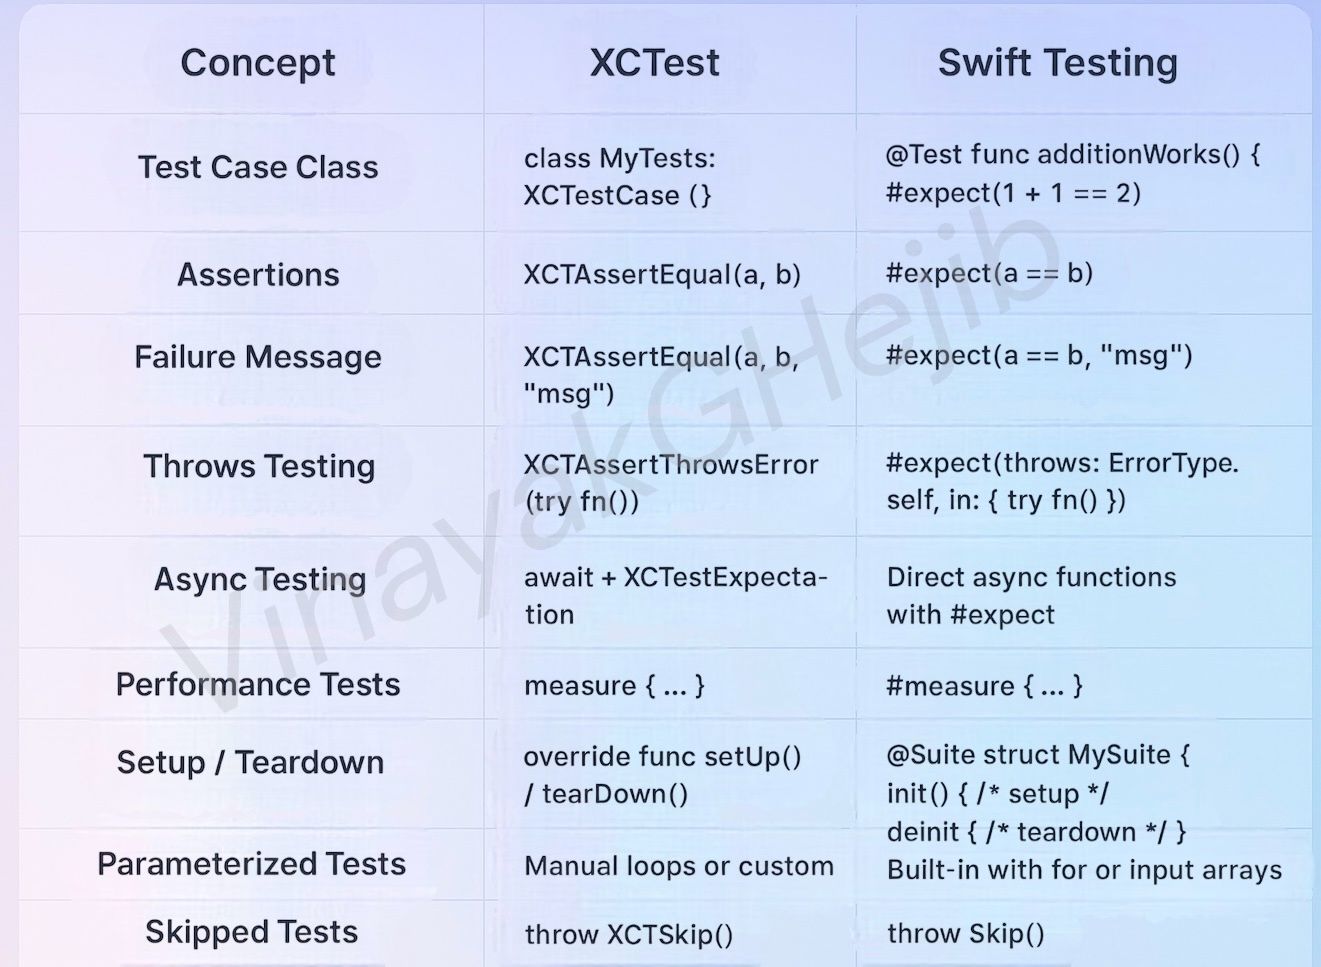 Concept XCTest Swift Testing
Test Case Class
class MyTests:
XCTestCase (}
@Test func additionWorks() {
#expect(1 + 1 == 2)
Assertions
XCTAssertEqual(a, b)
#expect(a == b)
Failure Message
XCTAssertEqual(a, b,
"msg")
#expect(a == b, "msg")
Throws Testing
XCTAssertThrowsError
(try fn())
#expect(throws: ErrorType.
self, in: { try fn() })
Async Testing
await + XCTestExpecta-
tion
Direct async functions
with #expect
Performance Tests
measure { ... }
#measure { ... }
Setup / Teardown
override func setUp()
/ tearDown()
@Suite struct MySuite {
init() { /* setup */
deinit { /* teardown */ }
Parameterized Tests
Manual loops or custom
Built-in with for or input arrays
Skipped Tests
throw XCTSkip()
throw Skip()
VinayakGHejib